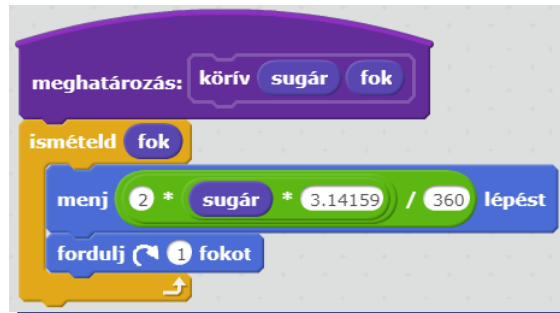 meghatározás: körív sugár fok
ismételd fok
menj 2 * sugár * 3.14159 / 360 lépést
fordulj 1 fokot